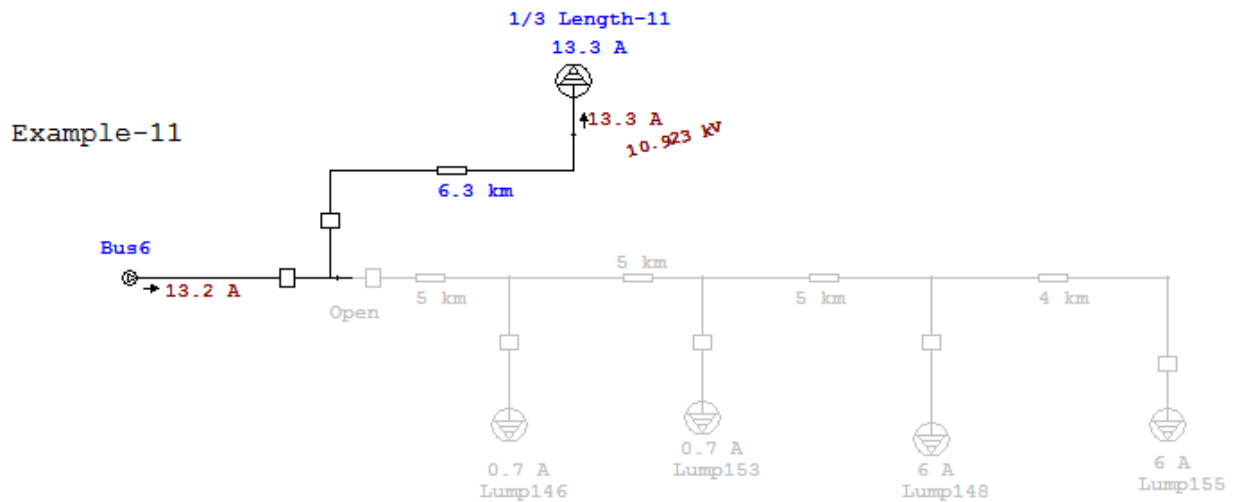 1/3 Length-11
13.3 A
13.3 A
10.923 kV
Example-11
6.3 km
Bus6
13.2 A
Open
5 km
5 km
5 km
4 km
0.7 A
Lump146
0.7 A
Lump153
6 A
Lump148
6 A
Lump155